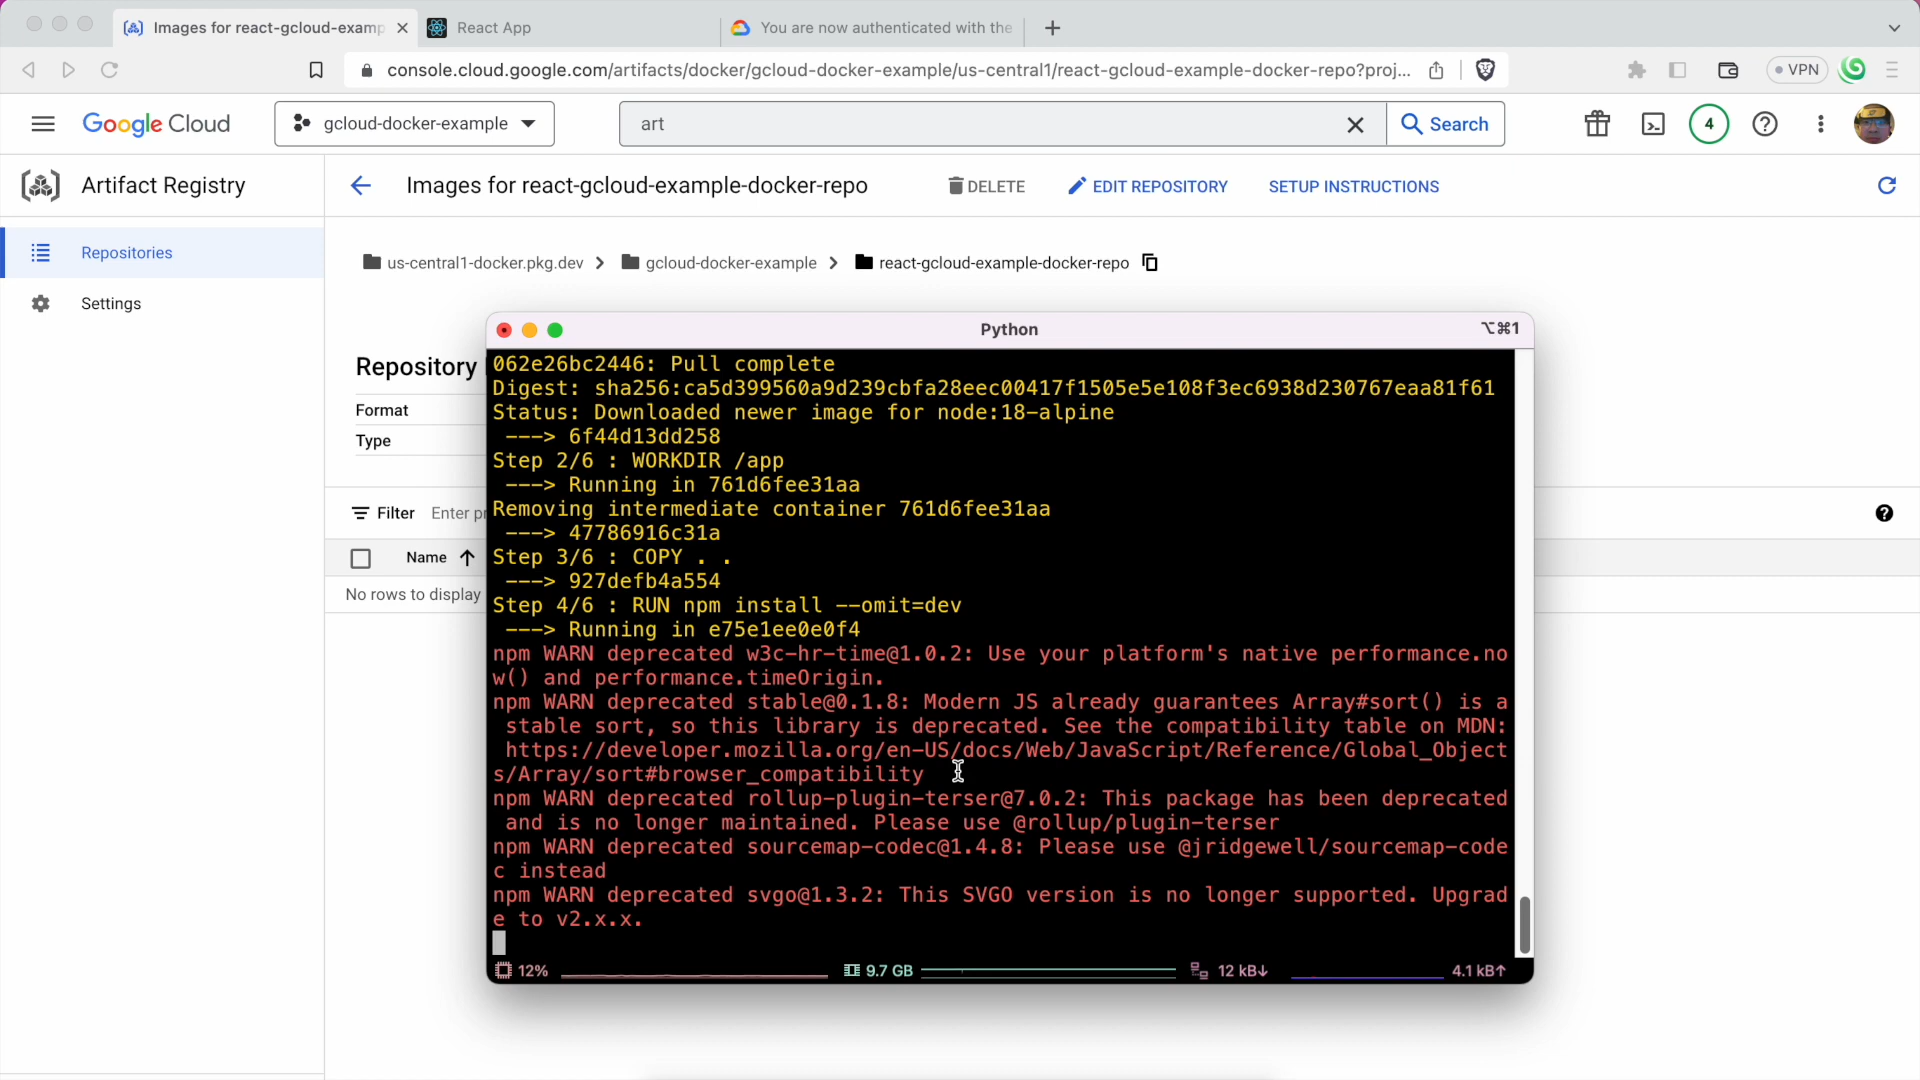 Images for react-gcloud-examp
React App
You are now authenticated with the
console.cloud.google.com/artifacts/docker/gcloud-docker-example/us-central1/react-gcloud-example-docker-repo?proj...
VPN
Google Cloud
gcloud-docker-example
art
Search
4
Artifact Registry
Images for react-gcloud-example-docker-repo
DELETE
EDIT REPOSITORY
SETUP INSTRUCTIONS
Repositories
Settings
us-central1-docker.pkg.dev
gcloud-docker-example
react-gcloud-example-docker-repo
Repository
Format
Type
Filter
Enter pr
Name
No rows to display
Python
⌥⌘1
062e26bc2446: Pull complete
Digest: sha256:ca5d399560a9d239cbfa28eec00417f1505e5e108f3ec6938d230767eaa81f61
Status: Downloaded newer image for node:18-alpine
---> 6f44d13dd258
Step 2/6 : WORKDIR /app
---> Running in 761d6fee31aa
Removing intermediate container 761d6fee31aa
---> 47786916c31a
Step 3/6 : COPY . .
---> 927defb4a554
Step 4/6 : RUN npm install --omit=dev
---> Running in e75e1ee0e0f4
npm WARN deprecated w3c-hr-time@1.0.2: Use your platform's native performance.no
w() and performance.timeOrigin.
npm WARN deprecated stable@0.1.8: Modern JS already guarantees Array#sort() is a
stable sort, so this library is deprecated. See the compatibility table on MDN:
https://developer.mozilla.org/en-US/docs/Web/JavaScript/Reference/Global_Object
s/Array/sort#browser_compatibility
npm WARN deprecated rollup-plugin-terser@7.0.2: This package has been deprecated
and is no longer maintained. Please use @rollup/plugin-terser
npm WARN deprecated sourcemap-codec@1.4.8: Please use @jridgewell/sourcemap-code
c instead
npm WARN deprecated svgo@1.3.2: This SVGO version is no longer supported. Upgrad
e to v2.x.x.
12%
9.7 GB
12 kB↓
4.1 kB↑